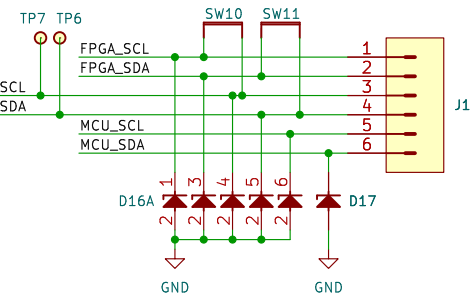 TP7 TP6
SW10 SW11
FPGA_SCL 1
FPGA_SDA 2
SCL 3
SDA 4
MCU_SCL 5
MCU_SDA 6
J1
1 3 4 5 6
D16A D17
2 2 2 2 2
GND GND